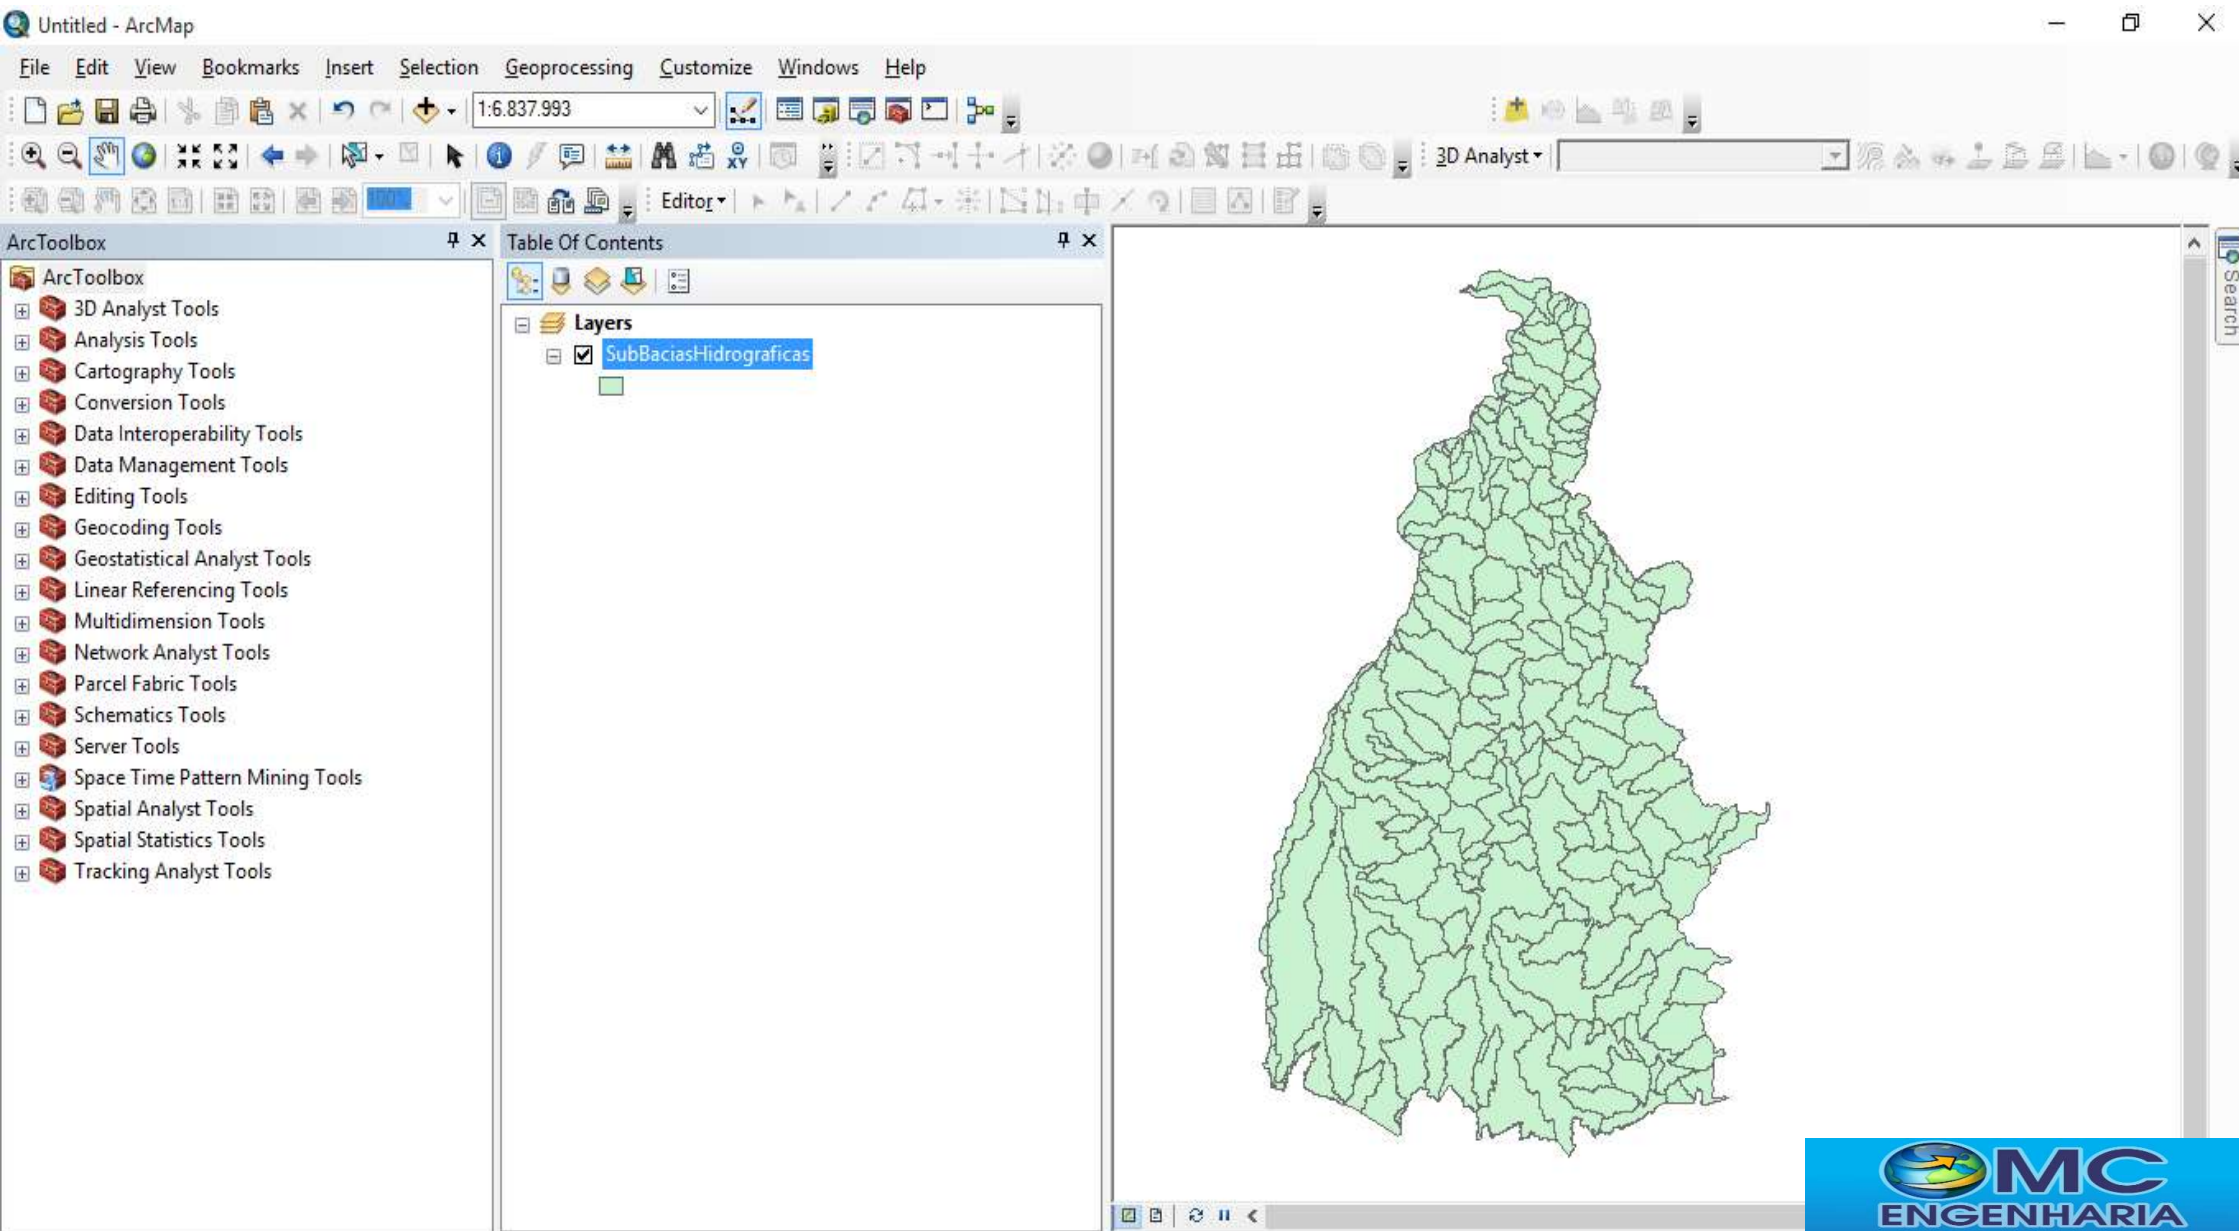 Untitled - ArcMap
File Edit View Bookmarks Insert Selection Geoprocessing Customize Windows Help
1:6.837.993
3D Analyst
100%
Editor
ArcToolbox
ArcToolbox
3D Analyst Tools
Analysis Tools
Cartography Tools
Conversion Tools
Data Interoperability Tools
Data Management Tools
Editing Tools
Geocoding Tools
Geostatistical Analyst Tools
Linear Referencing Tools
Multidimension Tools
Network Analyst Tools
Parcel Fabric Tools
Schematics Tools
Server Tools
Space Time Pattern Mining Tools
Spatial Analyst Tools
Spatial Statistics Tools
Tracking Analyst Tools
Table Of Contents
Layers
SubBaciasHidrograficas
Search
MC
ENGENHARIA